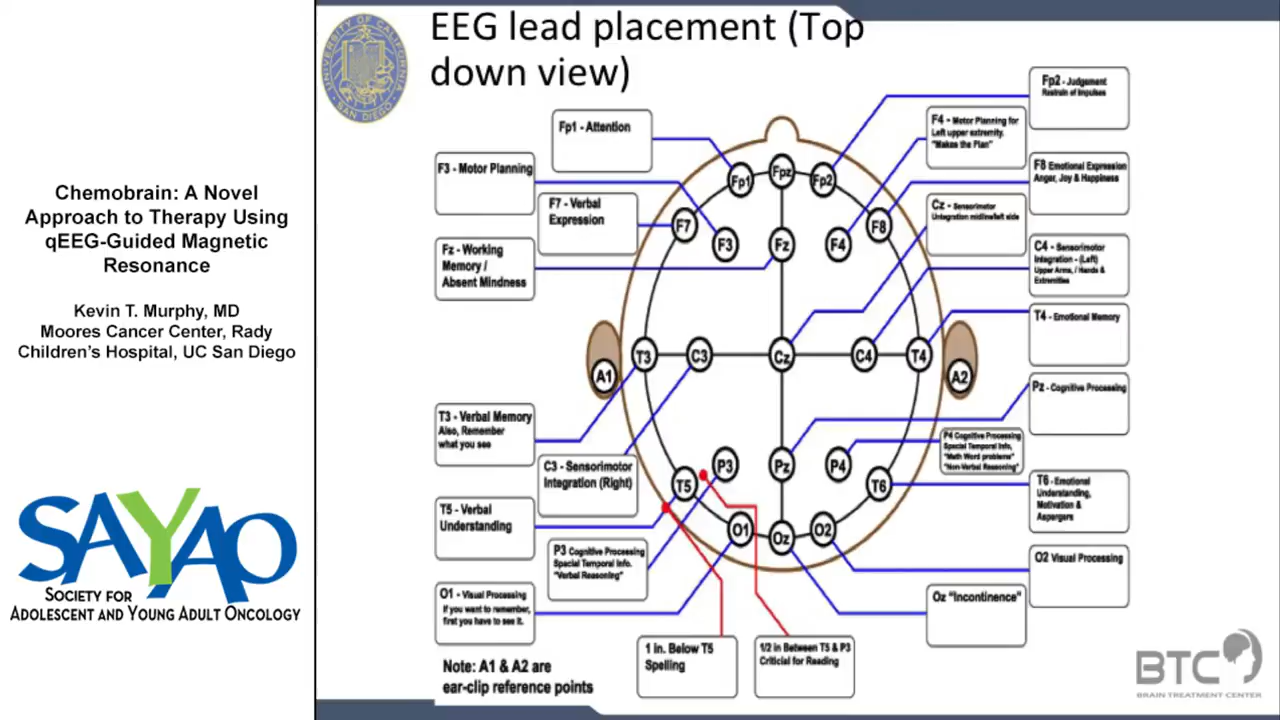 Chemobrain: A Novel
Approach to Therapy Using
qEEG-Guided Magnetic
Resonance
Kevin T. Murphy, MD
Moores Cancer Center, Rady
Children's Hospital, UC San Diego
SAYAO
SOCIETY FOR
ADOLESCENT AND YOUNG ADULT ONCOLOGY
UNIVERSITY OF CALIFORNIA
SAN DIEGO
EEG lead placement (Top
down view)
Fp1 - Attention
F3 - Motor Planning
F7 - Verbal
Expression
Fz - Working
Memory /
Absent Mindness
T3 - Verbal Memory
Also, Remember
what you see
C3 - Sensorimotor
Integration (Right)
T5 - Verbal
Understanding
P3 Cognitive Processing
Special Temporal Info.
"Verbal Reasoning"
O1 - Visual Processing
If you want to remember,
first you have to see it.
Note: A1 & A2 are
ear-clip reference points
1 in. Below T5
Spelling
1/2 in Between T5 & P3
Criticial for Reading
Fp1
Fpz
Fp2
F7
F3
Fz
F4
F8
A1
T3
C3
Cz
C4
T4
A2
T5
P3
Pz
P4
T6
O1
Oz
O2
Fp2 - Judgement
Restrain of Impulses
F4 - Motor Planning for
Left upper extremity.
"Makes the Plan"
F8 Emotional Expression
Anger, Joy & Happiness
Cz - Sensorimotor
Untegration midline/left side
C4 - Sensorimotor
Integration - (Left)
Upper Arms, / Hands &
Extremities
T4 - Emotional Memory
Pz - Cognitive Processing
P4 Cognitive Processing
Special Temporal Info,
"Math Word problems"
"Non-Verbal Reasoning"
T6 - Emotional
Understanding,
Motivation &
Aspergers
O2 Visual Processing
Oz "Incontinence"
BTC
BRAIN TREATMENT CENTER